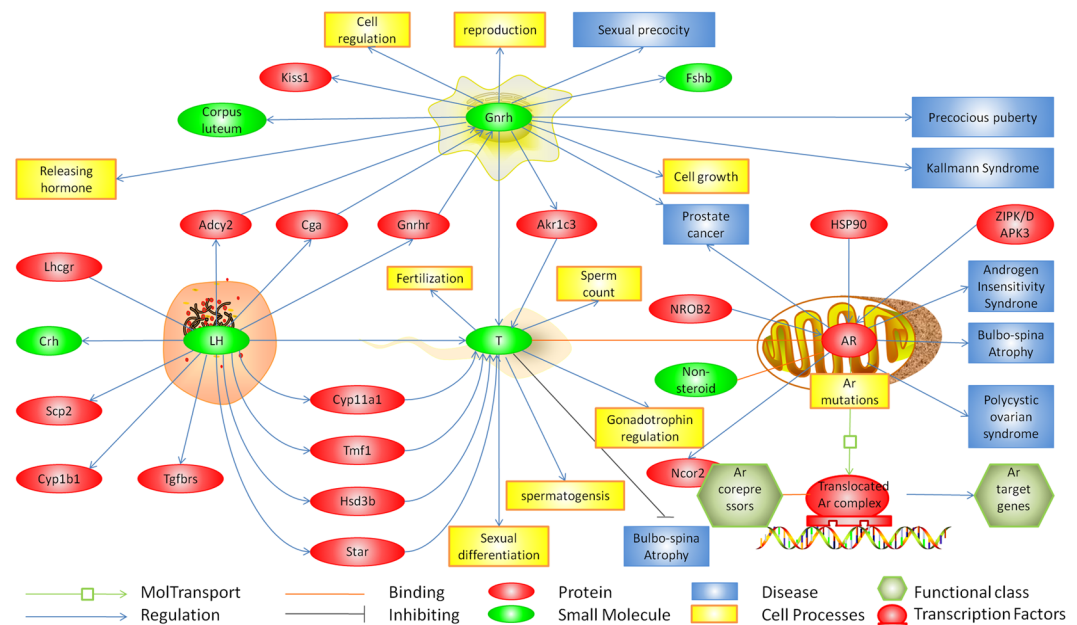 Cell
regulation
reproduction
Sexual precocity
Kiss1
Fshb
Corpus
luteum
Gnrh
Precocious puberty
Releasing
hormone
Cell growth
Kallmann Syndrome
Adcy2
Cga
Gnrhr
Akr1c3
Prostate
cancer
HSP90
ZIPK/D
APK3
Lhcgr
Fertilization
Sperm
count
Androgen
Insensitivity
Syndrone
NROB2
Crh
LH
T
AR
Bulbo-spina
Atrophy
Non-
steroid
Ar
mutations
Scp2
Cyp11a1
Gonadotrophin
regulation
Polycystic
ovarian
syndrome
Tmf1
Cyp1b1
Tgfbrs
Ncor2
Ar
corepre
ssors
Translocated
Ar complex
Ar
target
genes
Hsd3b
spermatogensis
Star
Sexual
differentiation
Bulbo-spina
Atrophy
MolTransport
Binding
Protein
Disease
Functional class
Regulation
Inhibiting
Small Molecule
Cell Processes
Transcription Factors